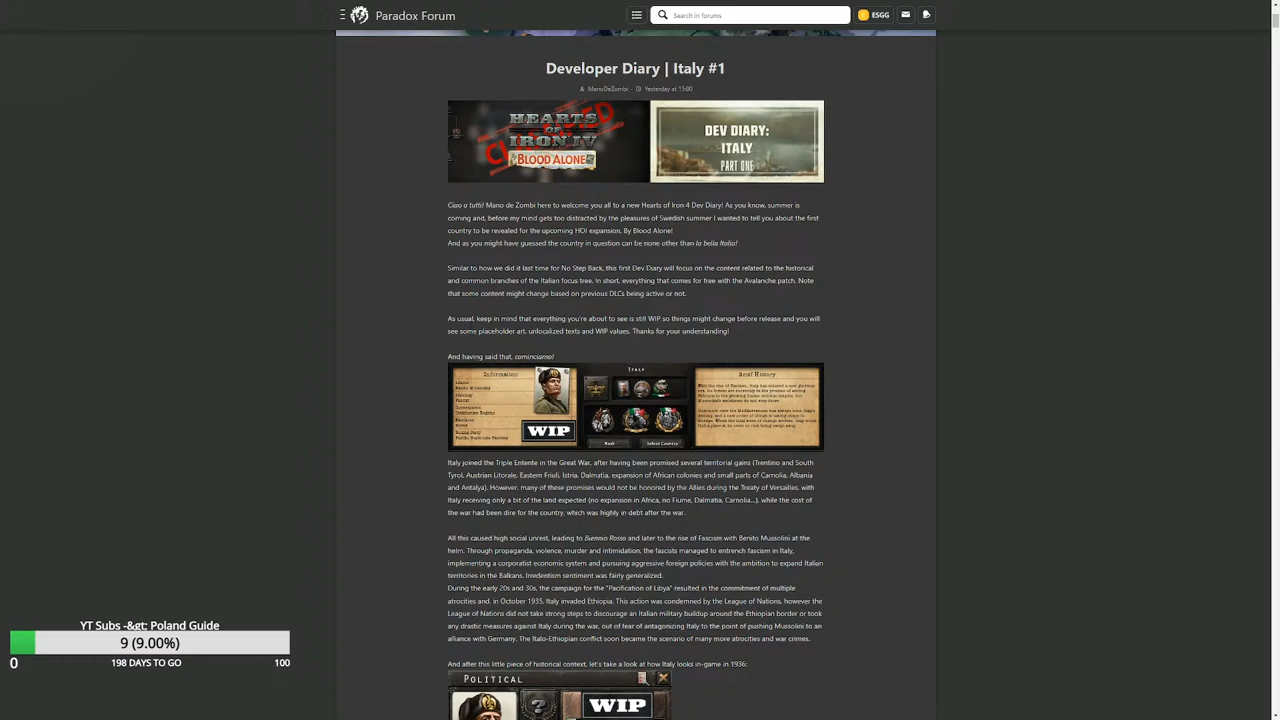 Paradox Forum
Search in forums
ESGG
Developer Diary | Italy #1
ManoDeZombi · Yesterday at 15:00
HEARTS
OF
IRON IV
BLOOD ALONE
DEV DIARY:
ITALY
PART ONE
Ciao a tutti! Mano de Zombi here to welcome you all to a new Hearts of Iron 4 Dev Diary! As you know, summer is
coming and, before my mind gets too distracted by the pleasures of Swedish summer I wanted to tell you about the first
country to be revealed for the upcoming HOI expansion, By Blood Alone!
And as you might have guessed the country in question can be none other than la bella Italia!
Similar to how we did it last time for No Step Back, this first Dev Diary will focus on the content related to the historical
and common branches of the Italian focus tree. In short, everything that comes for free with the Avalanche patch. Note
that some content might change based on previous DLCs being active or not.
As usual, keep in mind that everything you're about to see is still WIP, so things might change before release and you will
see some placeholder art, unlocalized texts and WIP values. Thanks for your understanding!
And having said that, cominciamo!
Information
Italy
Brief History
WIP
Back
Select Country
Italy joined the Triple Entente in the Great War, after having been promised several territorial gains (Trentino and South
Tyrol, Austrian Litorale, Eastern Friuli, Istria, Dalmatia, expansion of African colonies and small parts of Carnolia, Albania
and Antalya). However, many of these promises would not be honored by the Allies during the Treaty of Versailles, with
Italy receiving only a bit of the land expected (no expansion in Africa, no Fiume, Dalmatia, Carnolia...), while the cost of
the war had been dire for the country, which was highly in debt after the war.
All this caused high social unrest, leading to Biennio Rosso and later to the rise of Fascism with Benito Mussolini at the
helm. Through propaganda, violence, murder and intimidation, the fascists managed to entrench fascism in Italy,
implementing a corporatist economic system and pursuing aggressive foreign policies with the ambition to expand Italian
territories in the Balkans. Irredentism sentiment was fairly generalized.
During the early 20s and 30s, the campaign for the "Pacification of Libya" resulted in the commitment of multiple
atrocities and, in October 1935, Italy invaded Ethiopia. This action was condemned by the League of Nations, however the
League of Nations did not take strong steps to discourage an Italian military buildup around the Ethiopian border or took
any drastic measures against Italy during the war, out of fear of antagonizing Italy to the point of pushing Mussolini to an
alliance with Germany. The Italo-Ethiopian conflict soon became the scenario of many more atrocities and war crimes.
And after this little piece of historical context, let's take a look at how Italy looks in-game in 1936:
POLITICAL
WIP
YT Subs -&gt; Poland Guide
9 (9.00%)
0 198 DAYS TO GO 100